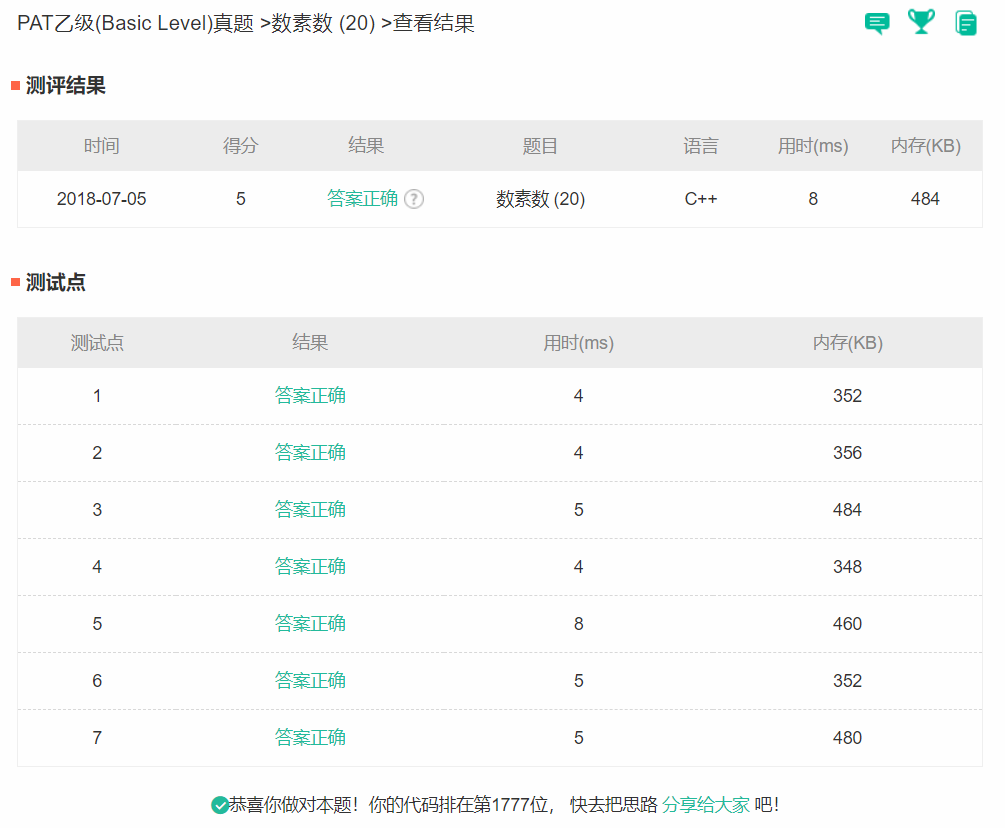 PAT乙级(Basic Level)真题 >数素数 (20) >查看结果
测评结果
时间 得分 结果 题目 语言 用时(ms) 内存(KB)
2018-07-05 5 答案正确 ? 数素数 (20) C++ 8 484
测试点
测试点 结果 用时(ms) 内存(KB)
1 答案正确 4 352
2 答案正确 4 356
3 答案正确 5 484
4 答案正确 4 348
5 答案正确 8 460
6 答案正确 5 352
7 答案正确 5 480
恭喜你做对本题！你的代码排在第1777位， 快去把思路 分享给大家 吧！